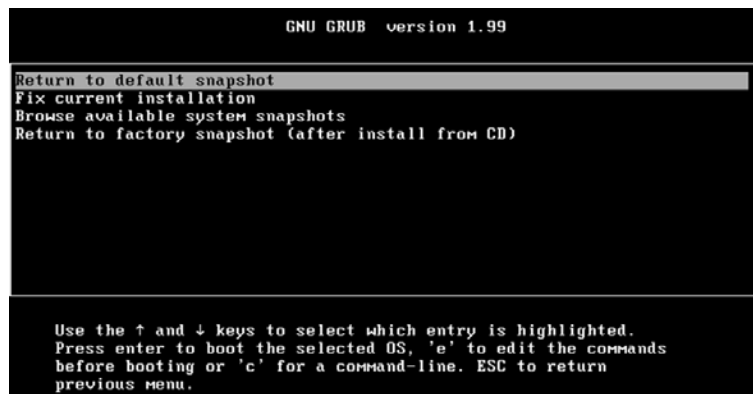 GNU GRUB version 1.99
Return to default snapshot
Fix current installation
Browse available system snapshots
Return to factory snapshot (after install from CD)
Use the ↑ and ↓ keys to select which entry is highlighted.
Press enter to boot the selected OS, 'e' to edit the commands
before booting or 'c' for a command-line. ESC to return
previous menu.